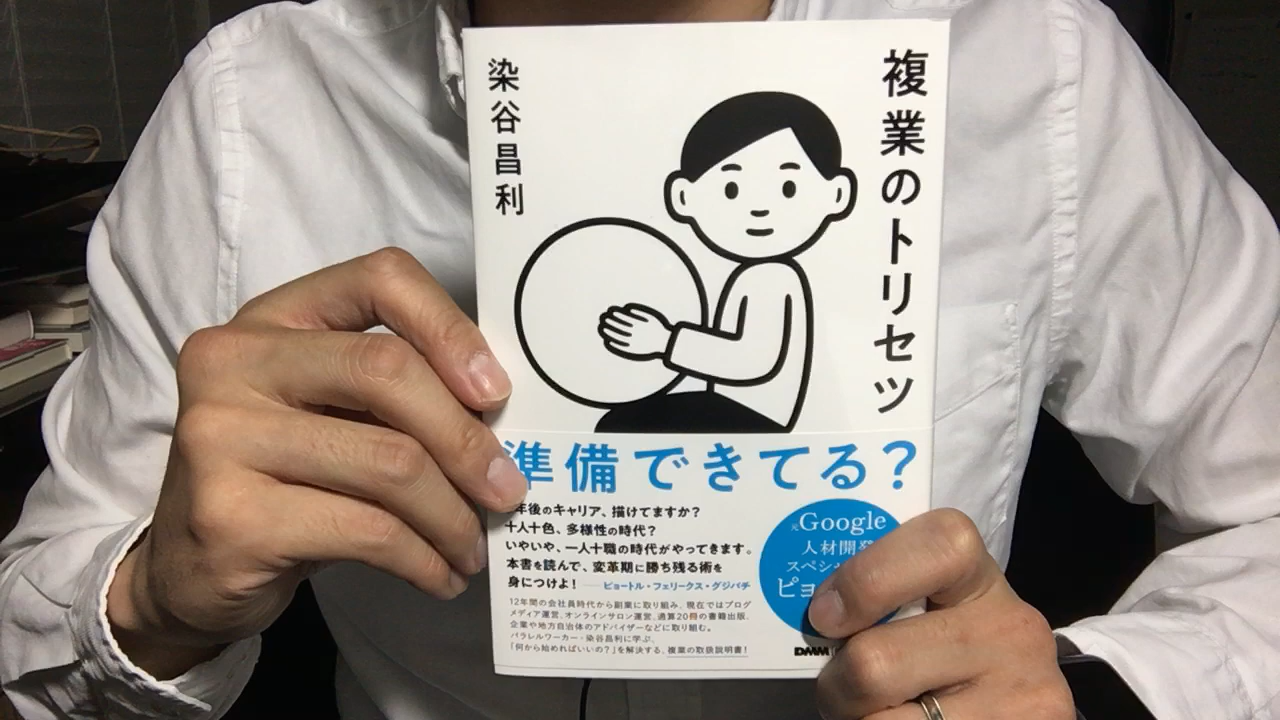 複業のトリセツ
染谷昌利
準備できてる？
年後のキャリア、描けてますか？
十人十色、多様性の時代？
いやいや、一人十職の時代がやってきます。
本書を読んで、変革期に勝ち残る術を
身につけよ！ ──ピョートル・フェリークス・グジバチ
元Google
人材開発
スペシャ
ピョ
12年間の会社員時代から副業に取り組み、現在ではブログ
メディア運営、オンラインサロン運営、通算20冊の書籍出版、
企業や地方自治体のアドバイザーなどに取り組む。
パラレルワーカー・染谷昌利に学ぶ、
「何から始めればいいの？」を解決する、複業の取扱説明書！
DMM